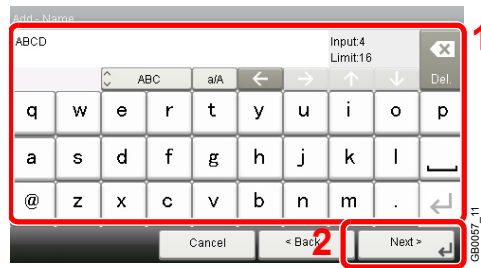 Add - Name
1
ABCD
Input:4
Limit:16
ABC a/A Del.
q w e r t y u i o p
a s d f g h j k l
@ z x c v b n m .
2
Cancel < Back Next >
GB0057_11